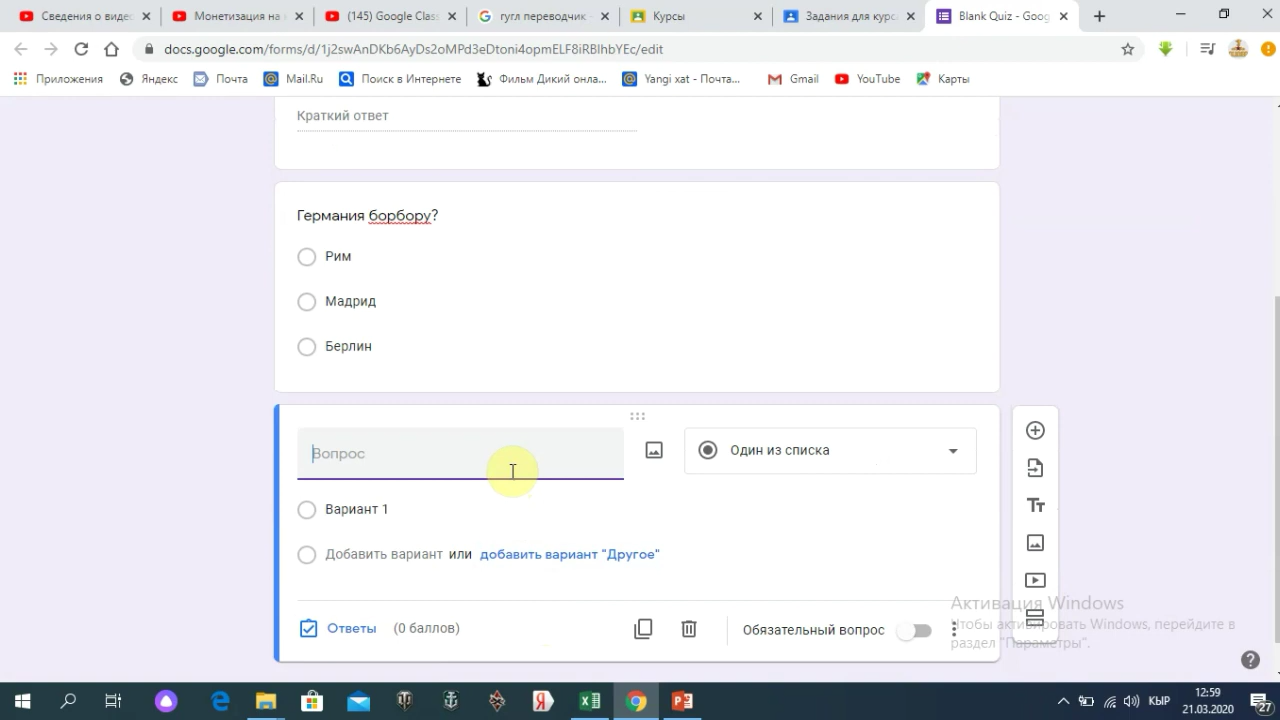 Сведения о видео
Монетизация на
(145) Google Clas
гугл переводчик -
Курсы
Задания для курс
Blank Quiz - Goog
docs.google.com/forms/d/1j2swAnDKb6AyDs2oMPd3eDtoni4opmELF8iRBlhbYEc/edit
Приложения
Яндекс
Почта
Mail.Ru
Поиск в Интернете
Фильм Дикий онла...
Yangi xat - Почта...
Gmail
YouTube
Карты
Краткий ответ
Германия борбору?
Рим
Мадрид
Берлин
Вопрос
Один из списка
Вариант 1
Добавить вариант или добавить вариант "Другое"
Ответы (0 баллов)
Обязательный вопрос
Активация Windows
Чтобы активировать Windows, перейдите в
раздел "Параметры".
КЫР
12:59
21.03.2020
27